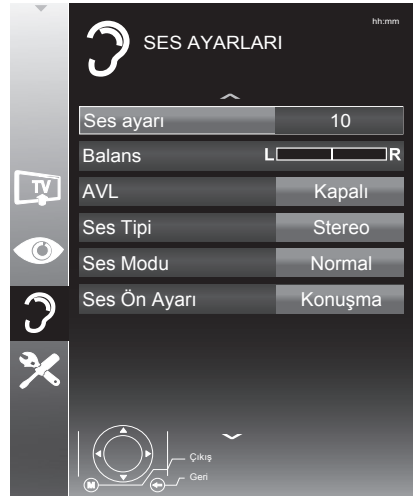 hh:mm
SES AYARLARI
Ses ayarı 10
Balans L R
TV
AVL Kapalı
Ses Tipi Stereo
Ses Modu Normal
Ses Ön Ayarı Konuşma
Çıkış
M Geri